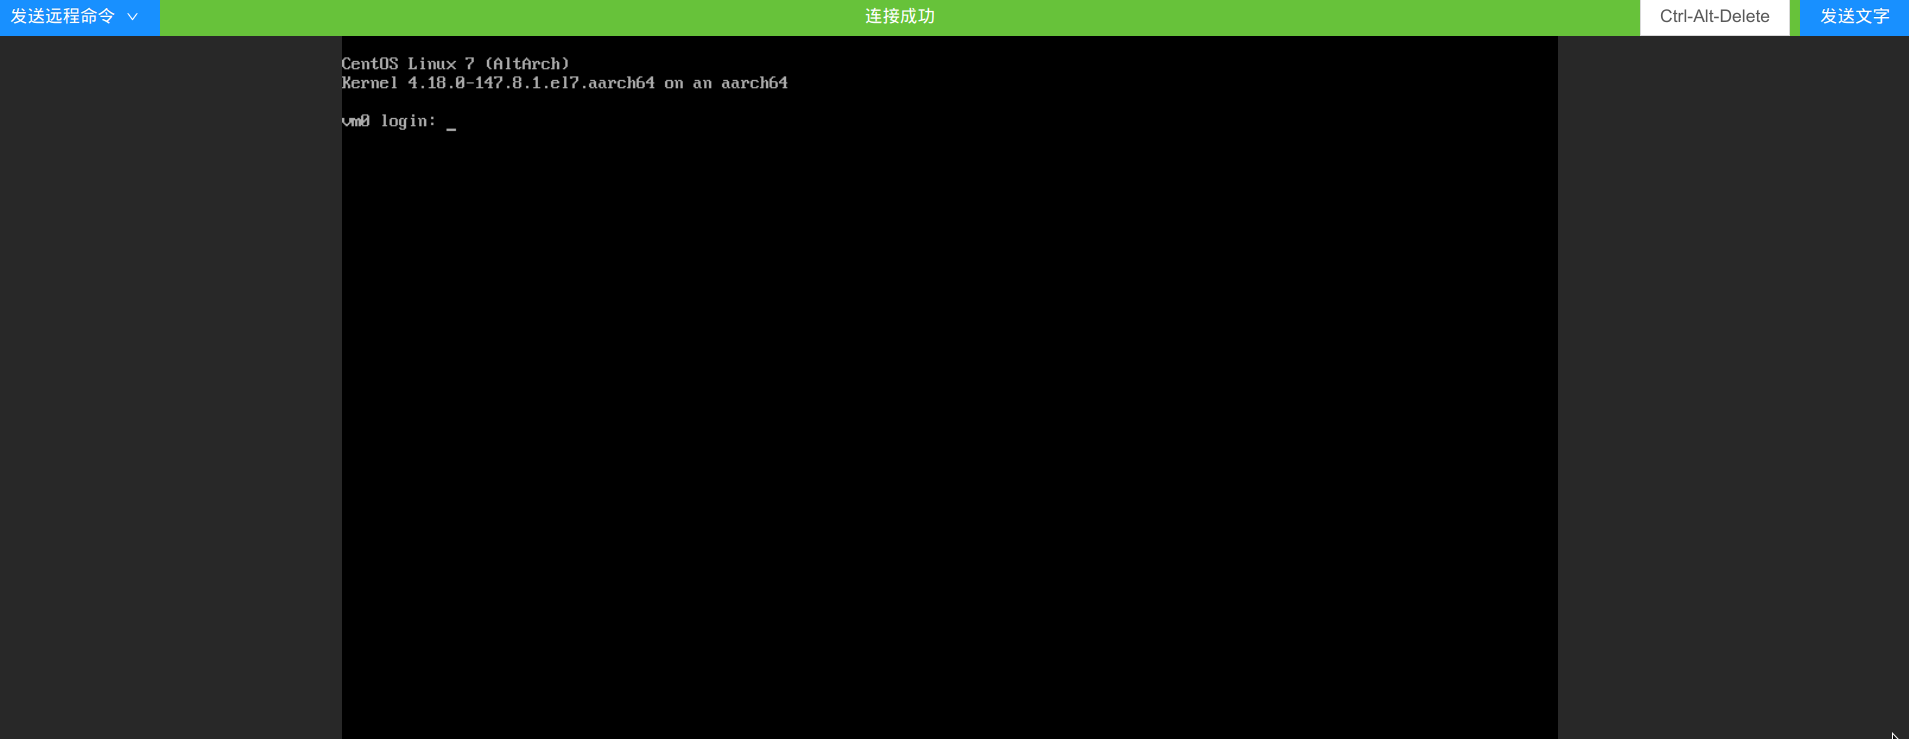 发送远程命令
连接成功
Ctrl-Alt-Delete
发送文字
CentOS Linux 7 (AltArch)
Kernel 4.18.0-147.8.1.el7.aarch64 on an aarch64
vm0 login: _